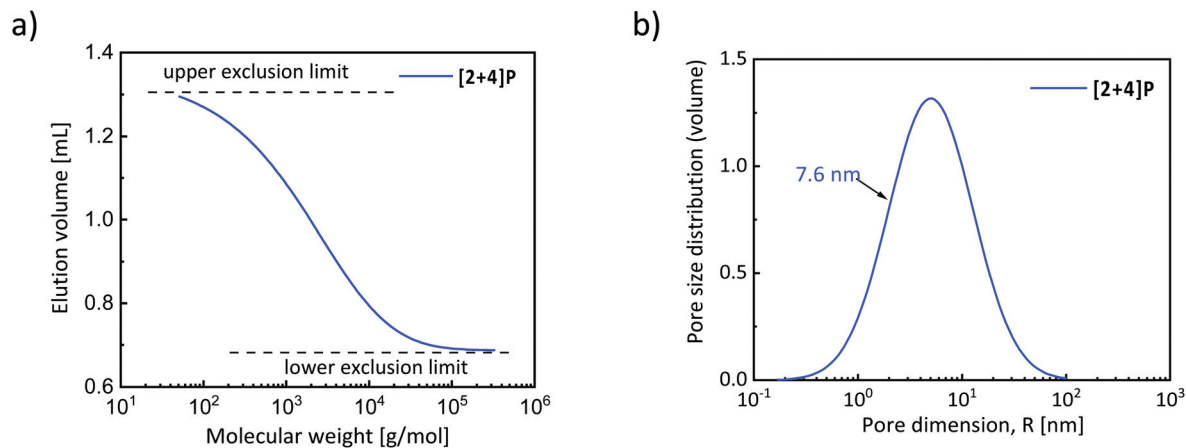 a)
1.4
1.2
1.0
0.8
0.6
Elution volume [mL]
upper exclusion limit
[2+4]P
lower exclusion limit
10¹ 10² 10³ 10⁴ 10⁵ 10⁶
Molecular weight [g/mol]
b)
1.5
1.0
0.5
0.0
Pore size distribution (volume)
[2+4]P
7.6 nm
10⁻¹ 10⁰ 10¹ 10² 10³
Pore dimension, R [nm]